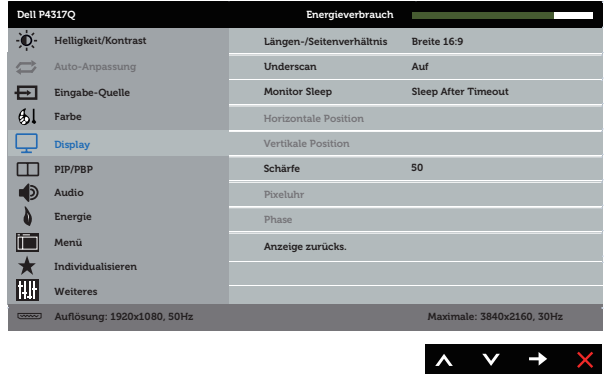 Dell P4317Q Energieverbrauch
Helligkeit/Kontrast Längen-/Seitenverhältnis Breite 16:9
Auto-Anpassung Underscan Auf
Eingabe-Quelle Monitor Sleep Sleep After Timeout
Farbe Horizontale Position
Display Vertikale Position
PIP/PBP Schärfe 50
Audio Pixeluhr
Energie Phase
Menü Anzeige zurücks.
Individualisieren
Weiteres
Auflösung: 1920x1080, 50Hz Maximale: 3840x2160, 30Hz